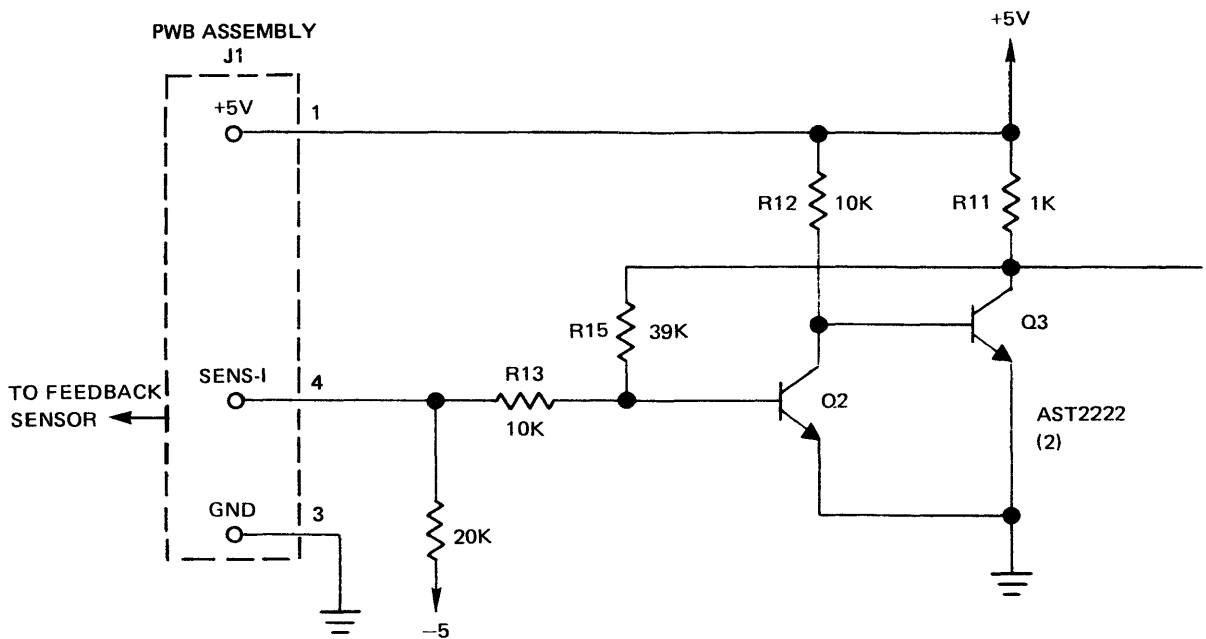 +5V
PWB ASSEMBLY
J1
+5V
1
R12
10K
R11
1K
R15
39K
Q3
TO FEEDBACK
SENSOR
SENS-I
4
R13
10K
Q2
AST2222
(2)
GND
3
20K
−5